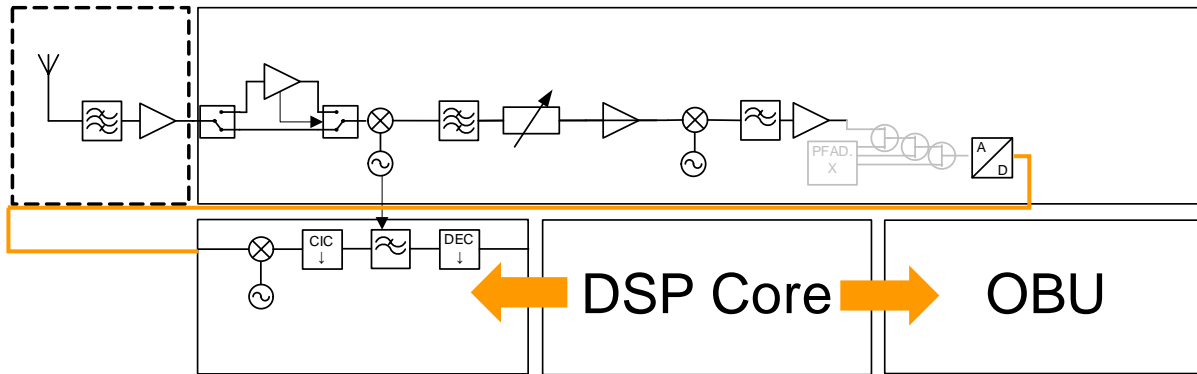 PFAD.
X
A
D
CIC
↓
DEC
↓
DSP Core
OBU